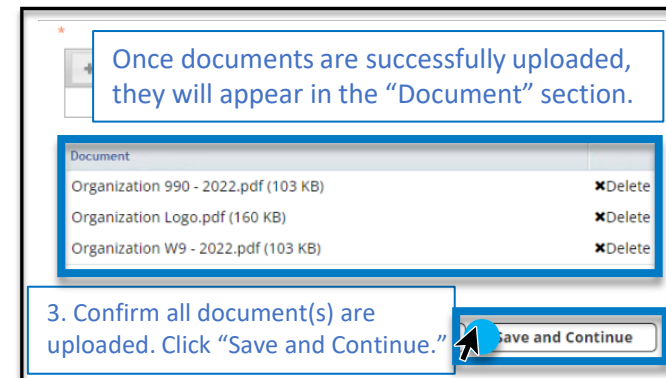 *
+
Once documents are successfully uploaded,
they will appear in the “Document” section.
Document
Organization 990 - 2022.pdf (103 KB) ✖Delete
Organization Logo.pdf (160 KB) ✖Delete
Organization W9 - 2022.pdf (103 KB) ✖Delete
3. Confirm all document(s) are
uploaded. Click “Save and Continue.”
Save and Continue